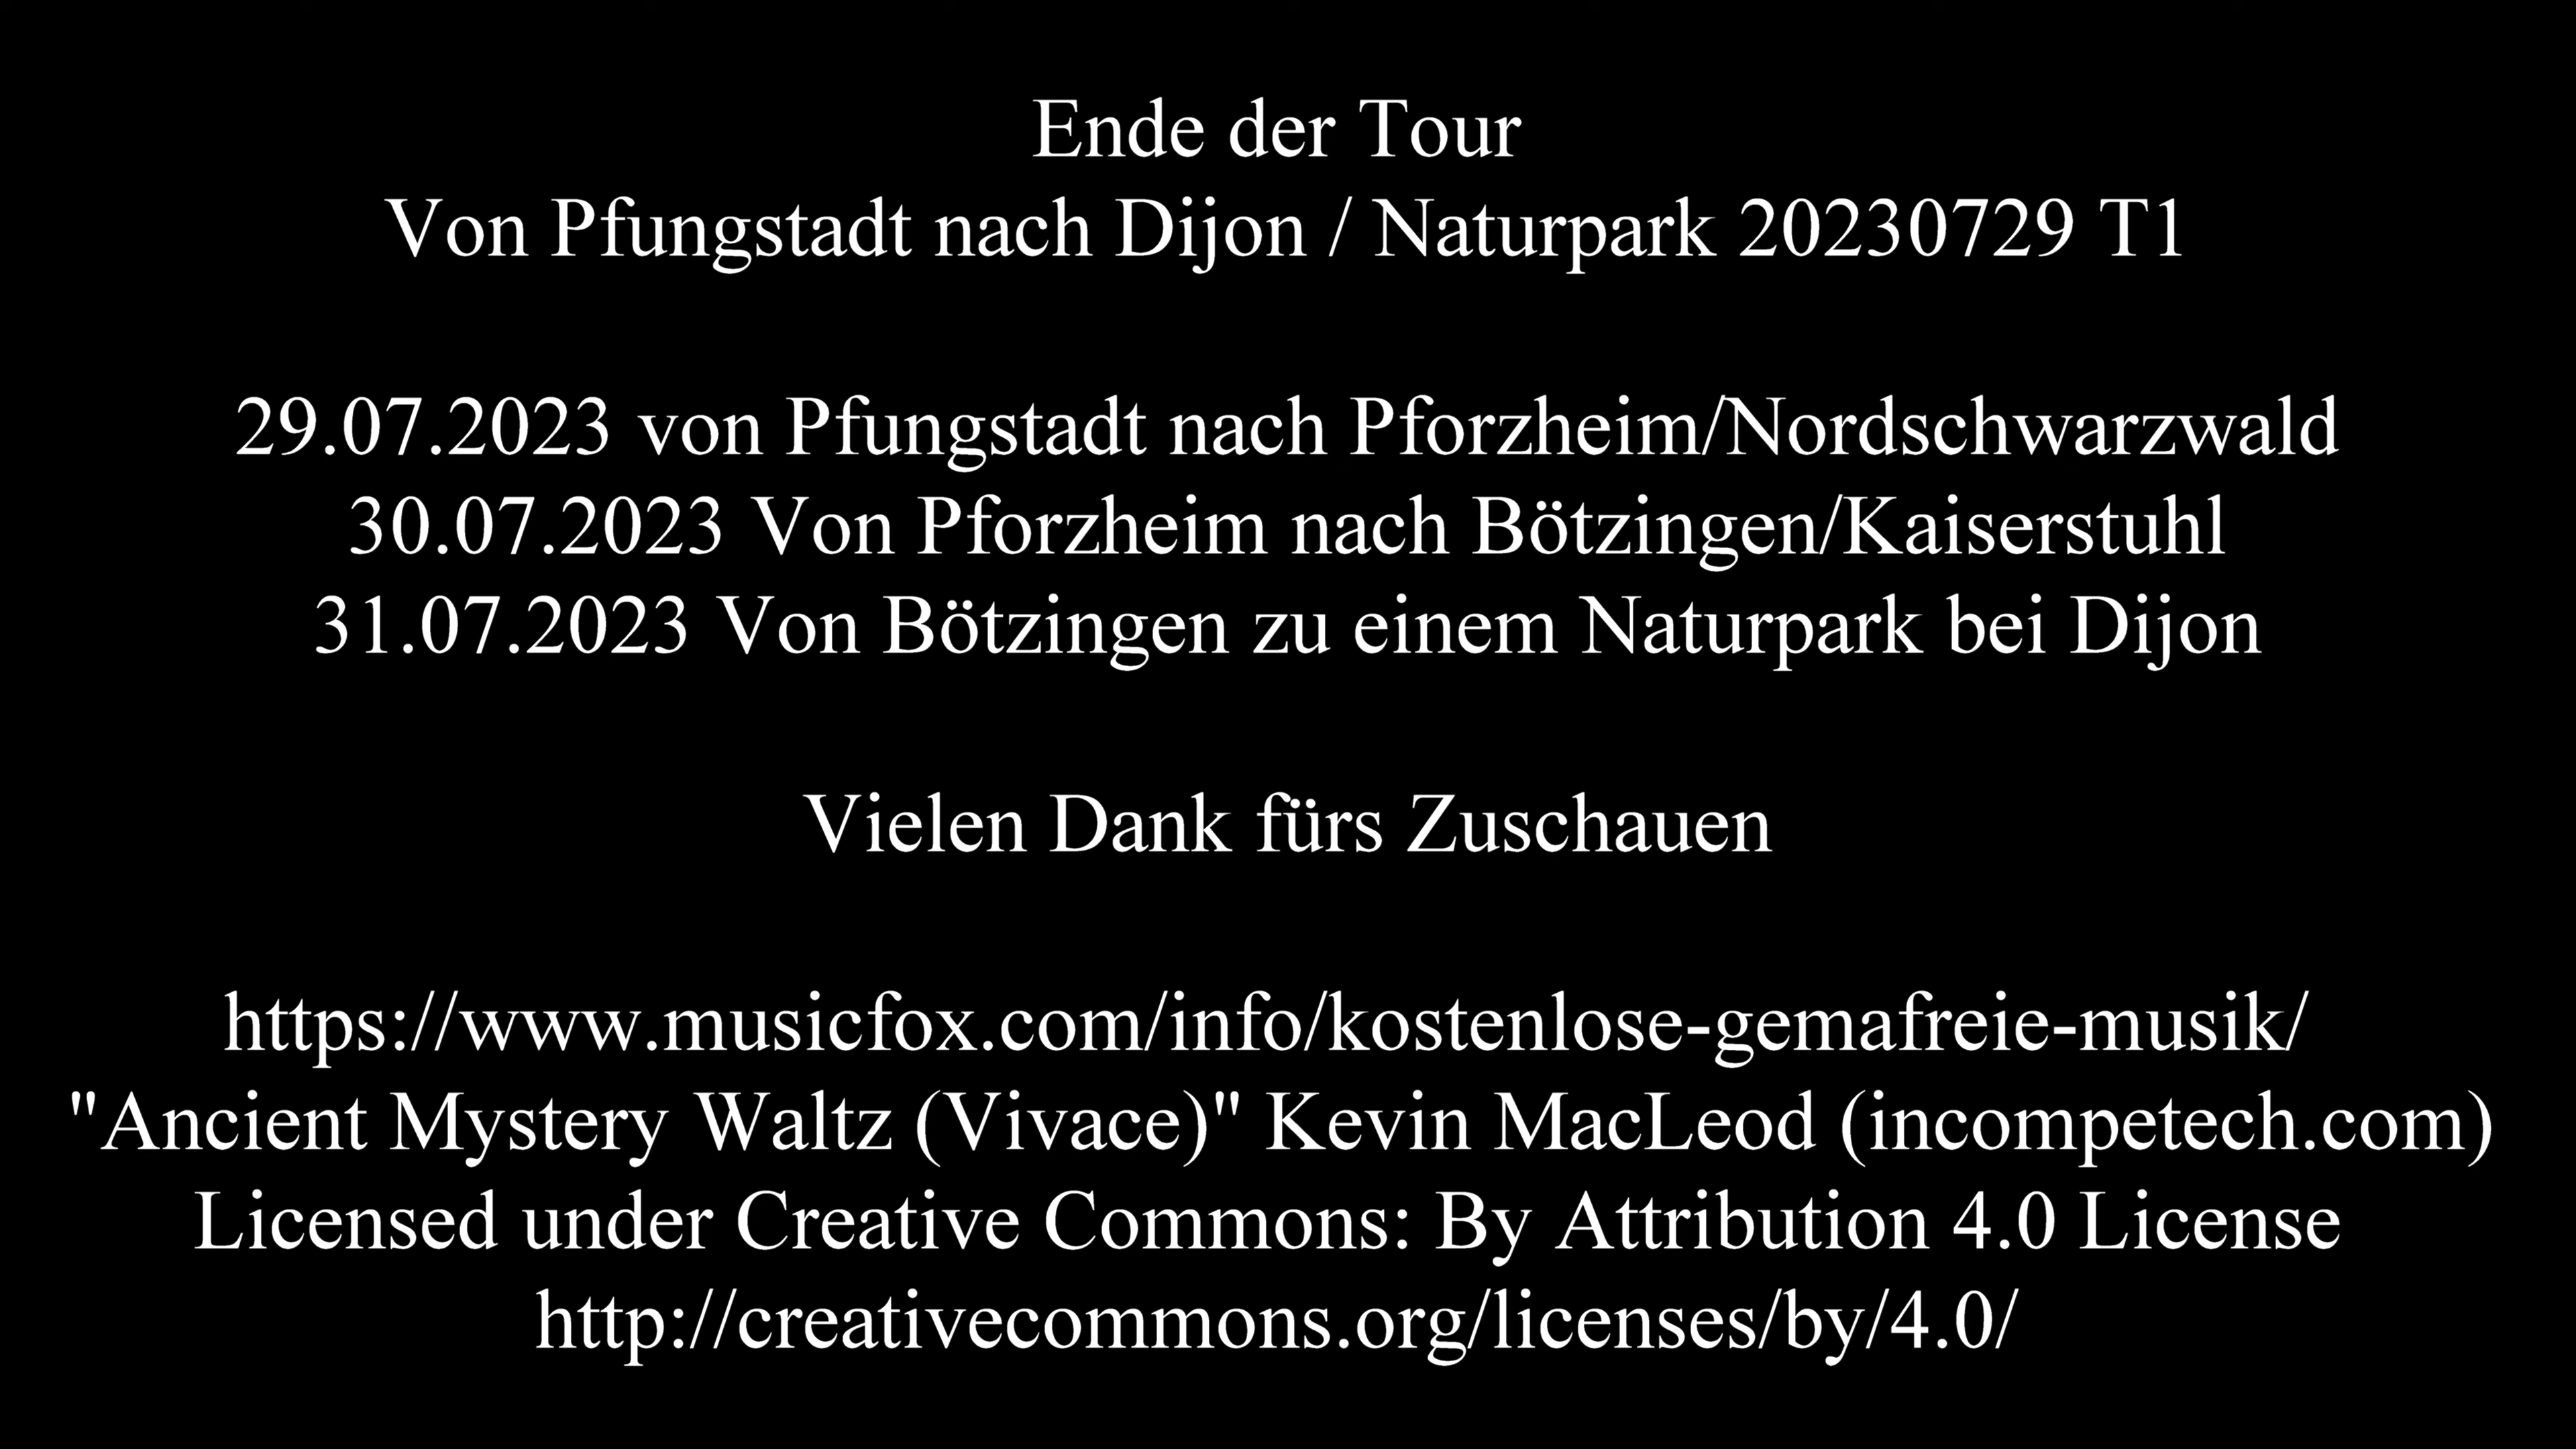 Ende der Tour
Von Pfungstadt nach Dijon / Naturpark 20230729 T1
29.07.2023 von Pfungstadt nach Pforzheim/Nordschwarzwald
30.07.2023 Von Pforzheim nach Bötzingen/Kaiserstuhl
31.07.2023 Von Bötzingen zu einem Naturpark bei Dijon
Vielen Dank fürs Zuschauen
https://www.musicfox.com/info/kostenlose-gemafreie-musik/
"Ancient Mystery Waltz (Vivace)" Kevin MacLeod (incompetech.com)
Licensed under Creative Commons: By Attribution 4.0 License
http://creativecommons.org/licenses/by/4.0/